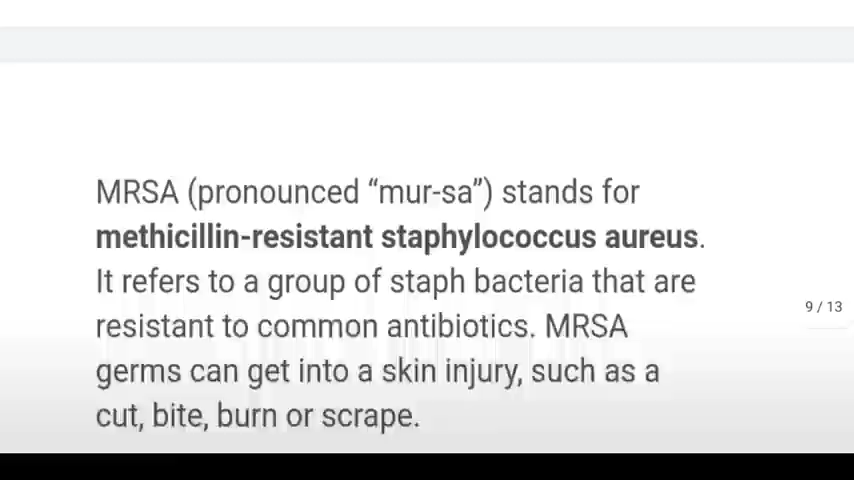 MRSA (pronounced “mur-sa”) stands for
methicillin-resistant staphylococcus aureus.
It refers to a group of staph bacteria that are
resistant to common antibiotics. MRSA
germs can get into a skin injury, such as a
cut, bite, burn or scrape.
9 / 13